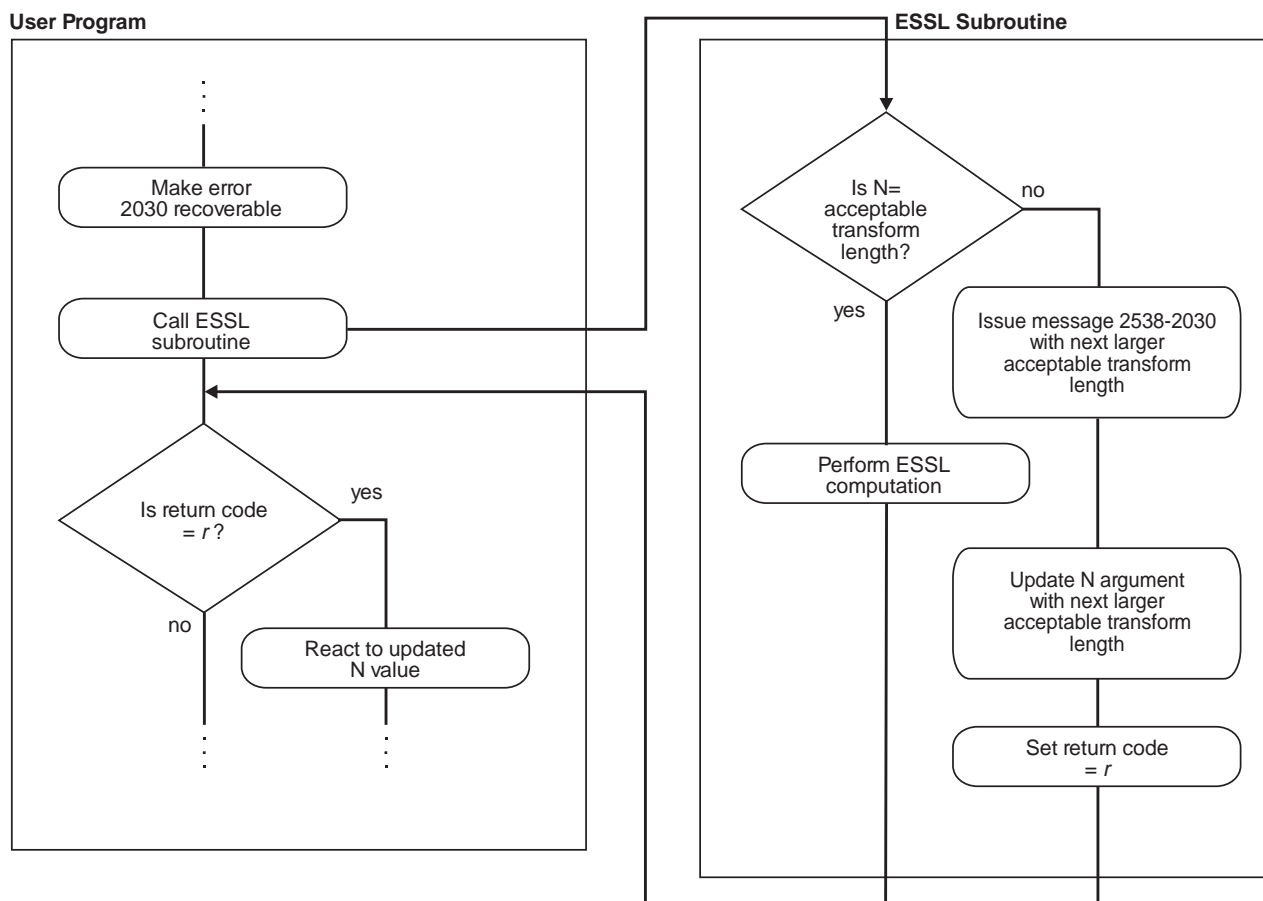 User Program
Make error
2030 recoverable
Call ESSL
subroutine
Is return code
= r ?
yes
no
React to updated
N value
ESSL Subroutine
Is N=
acceptable
transform
length?
no
yes
Issue message 2538-2030
with next larger
acceptable transform
length
Perform ESSL
computation
Update N argument
with next larger
acceptable transform
length
Set return code
= r